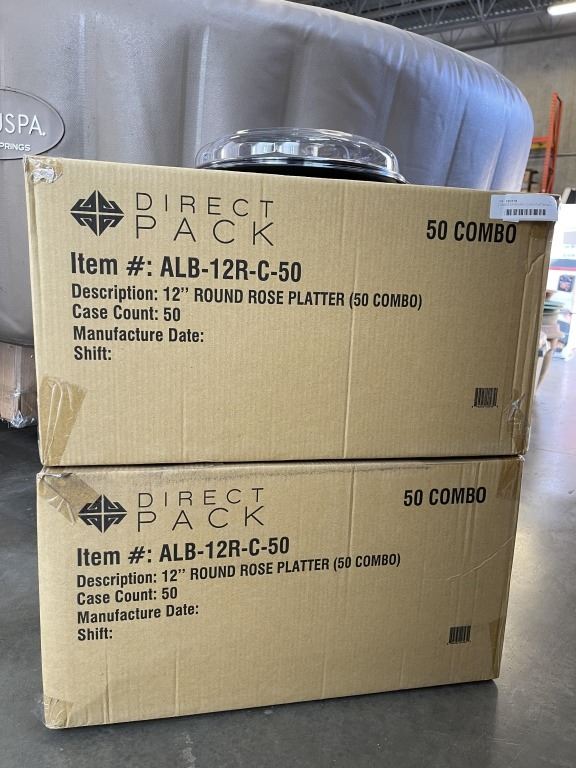 USPA.
PRINGS
DIRECT
PACK
50 COMBO
Item #: ALB-12R-C-50
Description: 12” ROUND ROSE PLATTER (50 COMBO)
Case Count: 50
Manufacture Date:
Shift:
DIRECT
PACK
50 COMBO
Item #: ALB-12R-C-50
Description: 12” ROUND ROSE PLATTER (50 COMBO)
Case Count: 50
Manufacture Date:
Shift: